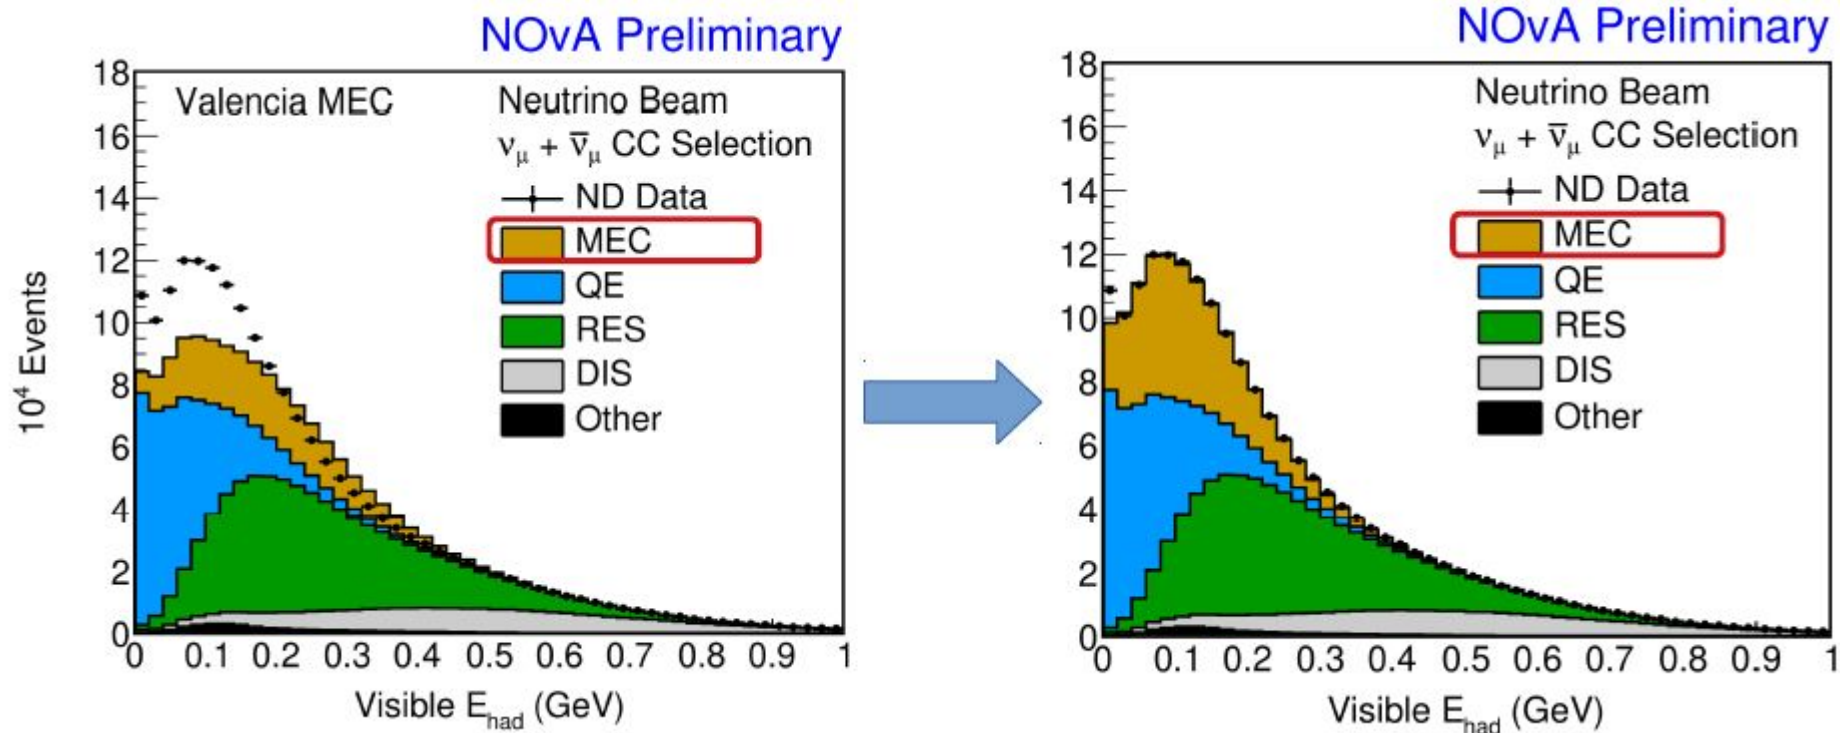 NOvA Preliminary
Valencia MEC
Neutrino Beam
νμ + ν̅μ CC Selection
ND Data
MEC
QE
RES
DIS
Other
10⁴ Events
18
16
14
12
10
8
6
4
2
0
0 0.1 0.2 0.3 0.4 0.5 0.6 0.7 0.8 0.9 1
Visible E_had (GeV)
NOvA Preliminary
Neutrino Beam
νμ + ν̅μ CC Selection
ND Data
MEC
QE
RES
DIS
Other
18
16
14
12
10
8
6
4
2
0
0 0.1 0.2 0.3 0.4 0.5 0.6 0.7 0.8 0.9 1
Visible E_had (GeV)